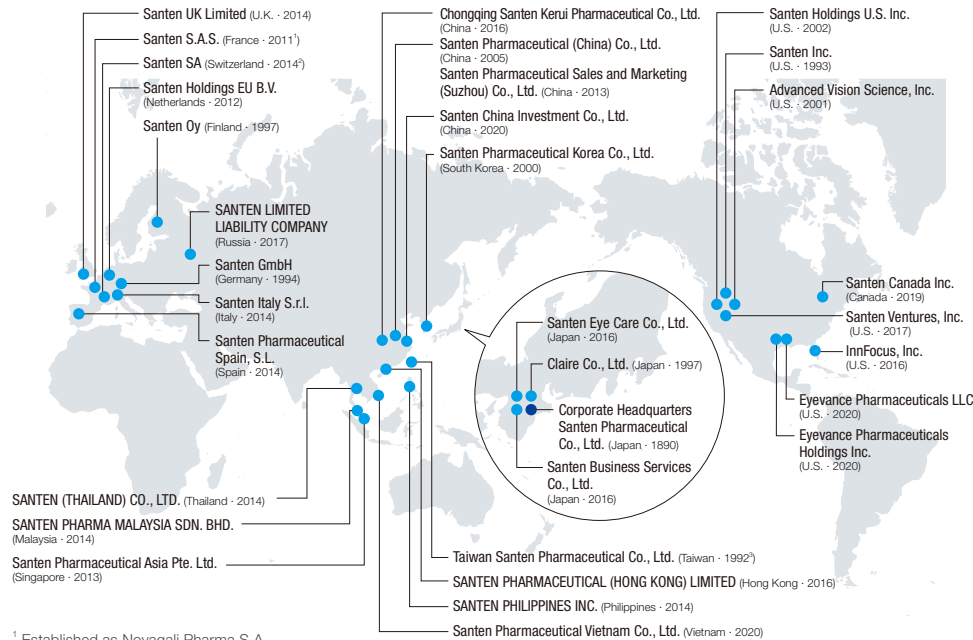 Santen UK Limited (U.K. · 2014)
Santen S.A.S. (France · 2011¹)
Santen SA (Switzerland · 2014²)
Santen Holdings EU B.V.
(Netherlands · 2012)
Santen Oy (Finland · 1997)
SANTEN LIMITED
LIABILITY COMPANY
(Russia · 2017)
Santen GmbH
(Germany · 1994)
Santen Italy S.r.l.
(Italy · 2014)
Santen Pharmaceutical
Spain, S.L.
(Spain · 2014)
Chongqing Santen Kerui Pharmaceutical Co., Ltd.
(China · 2016)
Santen Pharmaceutical (China) Co., Ltd.
(China · 2005)
Santen Pharmaceutical Sales and Marketing
(Suzhou) Co., Ltd. (China · 2013)
Santen China Investment Co., Ltd.
(China · 2020)
Santen Pharmaceutical Korea Co., Ltd.
(South Korea · 2000)
Santen Holdings U.S. Inc.
(U.S. · 2002)
Santen Inc.
(U.S. · 1993)
Advanced Vision Science, Inc.
(U.S. · 2001)
Santen Canada Inc.
(Canada · 2019)
Santen Ventures, Inc.
(U.S. · 2017)
InnFocus, Inc.
(U.S. · 2016)
Eyevance Pharmaceuticals LLC
(U.S. · 2020)
Eyevance Pharmaceuticals
Holdings Inc.
(U.S. · 2020)
Santen Eye Care Co., Ltd.
(Japan · 2016)
Claire Co., Ltd. (Japan · 1997)
Corporate Headquarters
Santen Pharmaceutical
Co., Ltd. (Japan · 1890)
Santen Business Services
Co., Ltd.
(Japan · 2016)
SANTEN (THAILAND) CO., LTD. (Thailand · 2014)
SANTEN PHARMA MALAYSIA SDN. BHD.
(Malaysia · 2014)
Santen Pharmaceutical Asia Pte. Ltd.
(Singapore · 2013)
Taiwan Santen Pharmaceutical Co., Ltd. (Taiwan · 1992³)
SANTEN PHARMACEUTICAL (HONG KONG) LIMITED (Hong Kong · 2016)
SANTEN PHILIPPINES INC. (Philippines · 2014)
Santen Pharmaceutical Vietnam Co., Ltd. (Vietnam · 2020)
¹ Established as Novagali Pharma S.A.